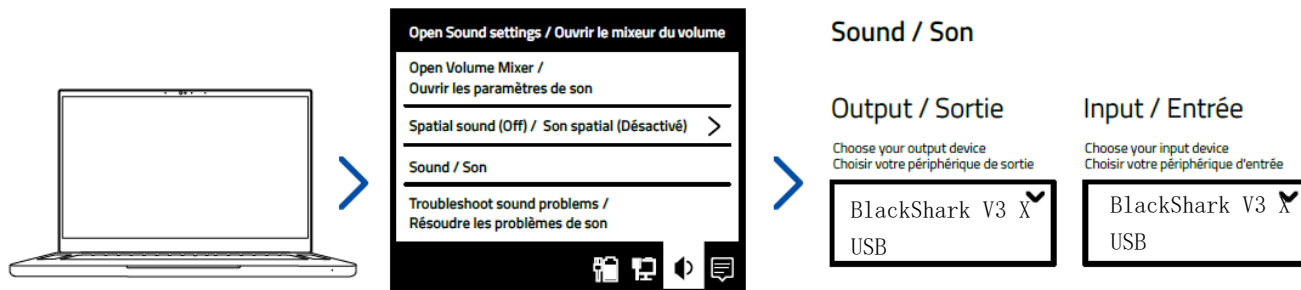 Open Sound settings / Ouvrir le mixeur du volume
Open Volume Mixer /
Ouvrir les paramètres de son
Spatial sound (Off) / Son spatial (Désactivé)
Sound / Son
Troubleshoot sound problems /
Résoudre les problèmes de son
Sound / Son
Output / Sortie
Choose your output device
Choisir votre périphérique de sortie
BlackShark V3 X
USB
Input / Entrée
Choose your input device
Choisir votre périphérique d'entrée
BlackShark V3 X
USB